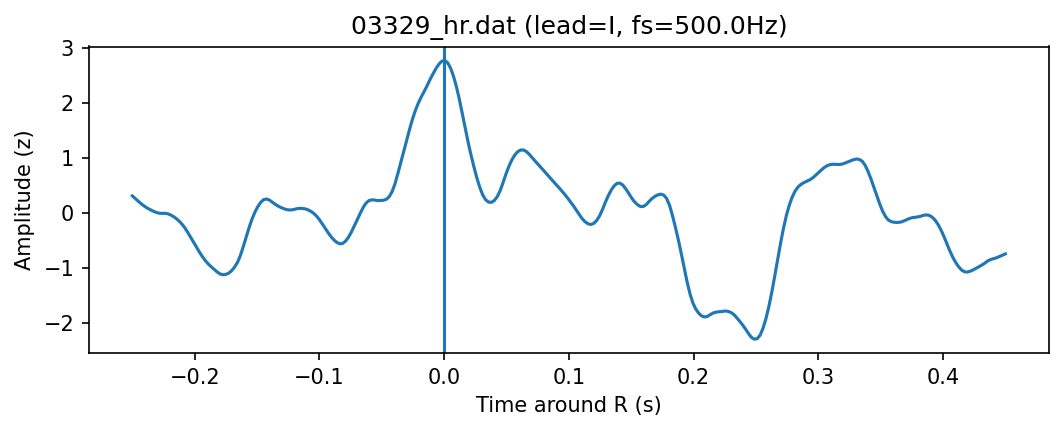 03329_hr.dat (lead=I, fs=500.0Hz)
3
2
1
0
−1
−2
Amplitude (z)
−0.2 −0.1 0.0 0.1 0.2 0.3 0.4
Time around R (s)